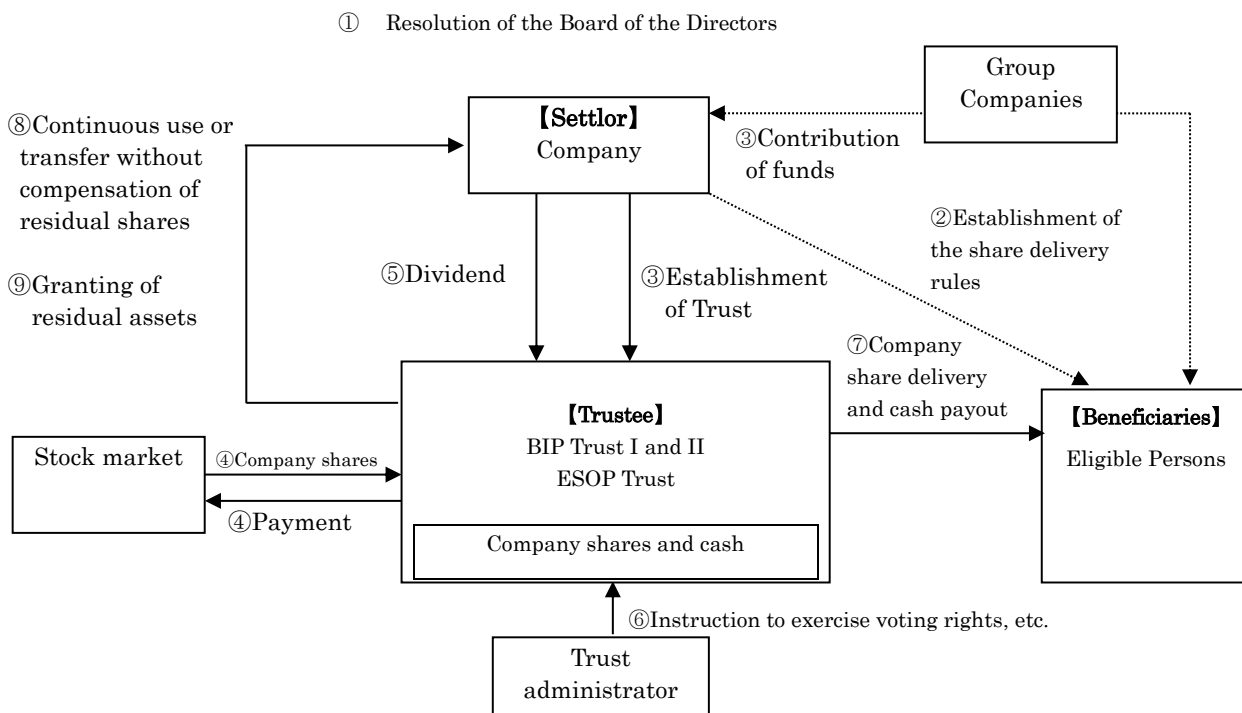 ① Resolution of the Board of the Directors
Group
Companies
【Settlor】
Company
③Contribution
of funds
⑧Continuous use or
transfer without
compensation of
residual shares
②Establishment of
the share delivery
rules
⑤Dividend
③Establishment
of Trust
⑨Granting of
residual assets
⑦Company
share delivery
and cash payout
【Trustee】
BIP Trust I and II
ESOP Trust
【Beneficiaries】
Eligible Persons
Stock market
④Company shares
④Payment
Company shares and cash
⑥Instruction to exercise voting rights, etc.
Trust
administrator